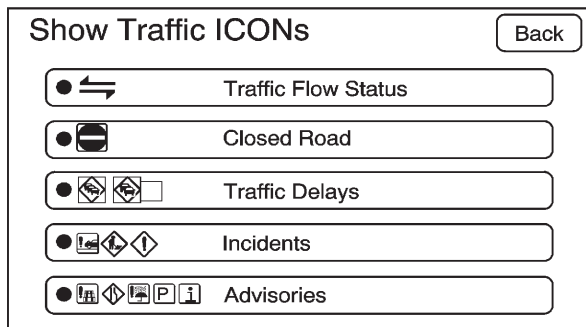 Show Traffic ICONs
Back
Traffic Flow Status
Closed Road
Traffic Delays
Incidents
P i Advisories